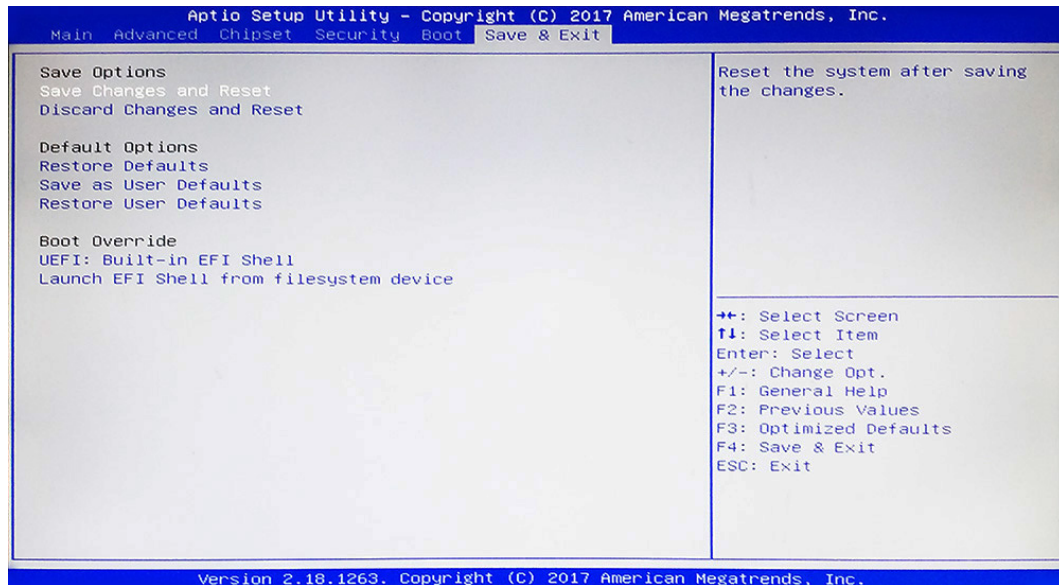 Aptio Setup Utility – Copyright (C) 2017 American Megatrends, Inc.
Main Advanced Chipset Security Boot Save & Exit
Save Options
Save Changes and Reset
Discard Changes and Reset
Default Options
Restore Defaults
Save as User Defaults
Restore User Defaults
Boot Override
UEFI: Built-in EFI Shell
Launch EFI Shell from filesystem device
Reset the system after saving
the changes.
→←: Select Screen
↑↓: Select Item
Enter: Select
+/-: Change Opt.
F1: General Help
F2: Previous Values
F3: Optimized Defaults
F4: Save & Exit
ESC: Exit
Version 2.18.1263. Copyright (C) 2017 American Megatrends, Inc.